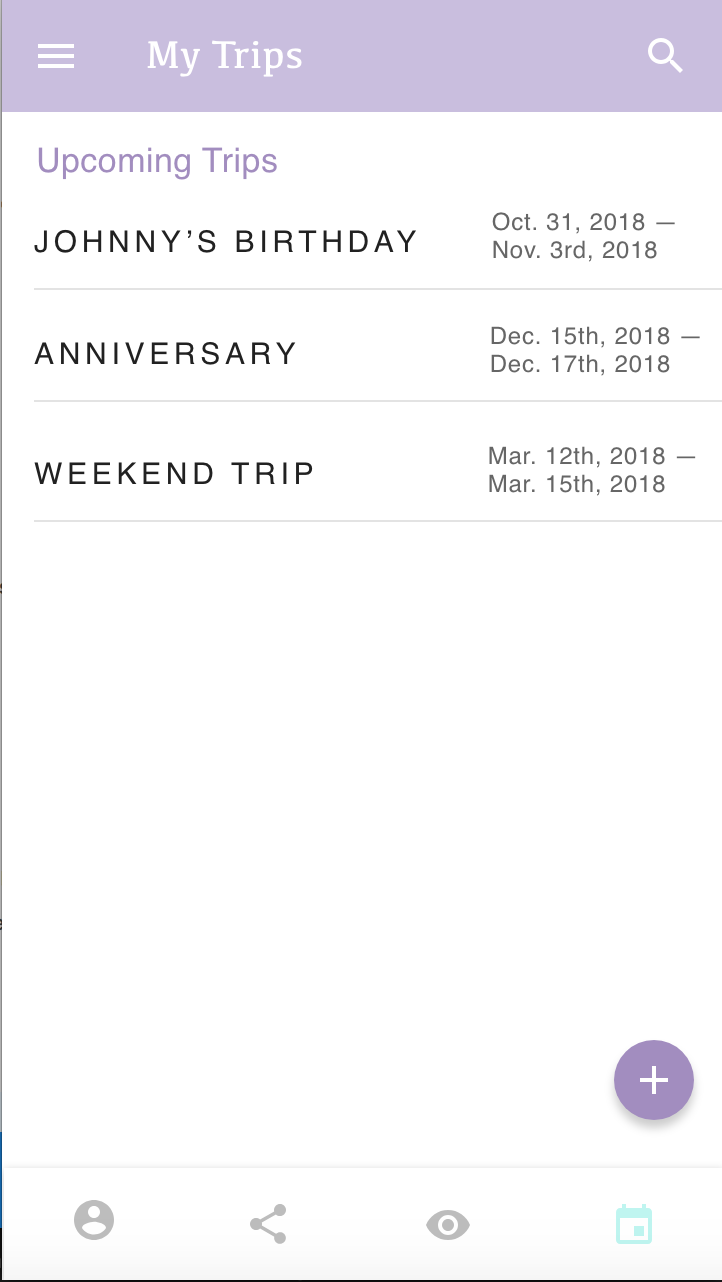 My Trips
Upcoming Trips
JOHNNY’S BIRTHDAY
Oct. 31, 2018 —
Nov. 3rd, 2018
ANNIVERSARY
Dec. 15th, 2018 —
Dec. 17th, 2018
WEEKEND TRIP
Mar. 12th, 2018 —
Mar. 15th, 2018